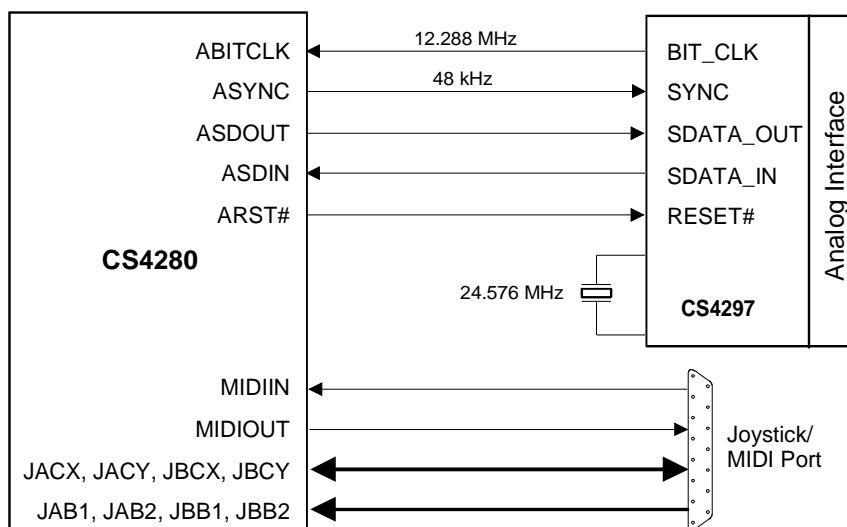 ABITCLK 12.288 MHz BIT_CLK
ASYNC 48 kHz SYNC
ASDOUT SDATA_OUT
ASDIN SDATA_IN
ARST# RESET#
Analog Interface
CS4280
24.576 MHz
CS4297
MIDIIN
MIDIOUT
Joystick/
MIDI Port
JACX, JACY, JBCX, JBCY
JAB1, JAB2, JBB1, JBB2